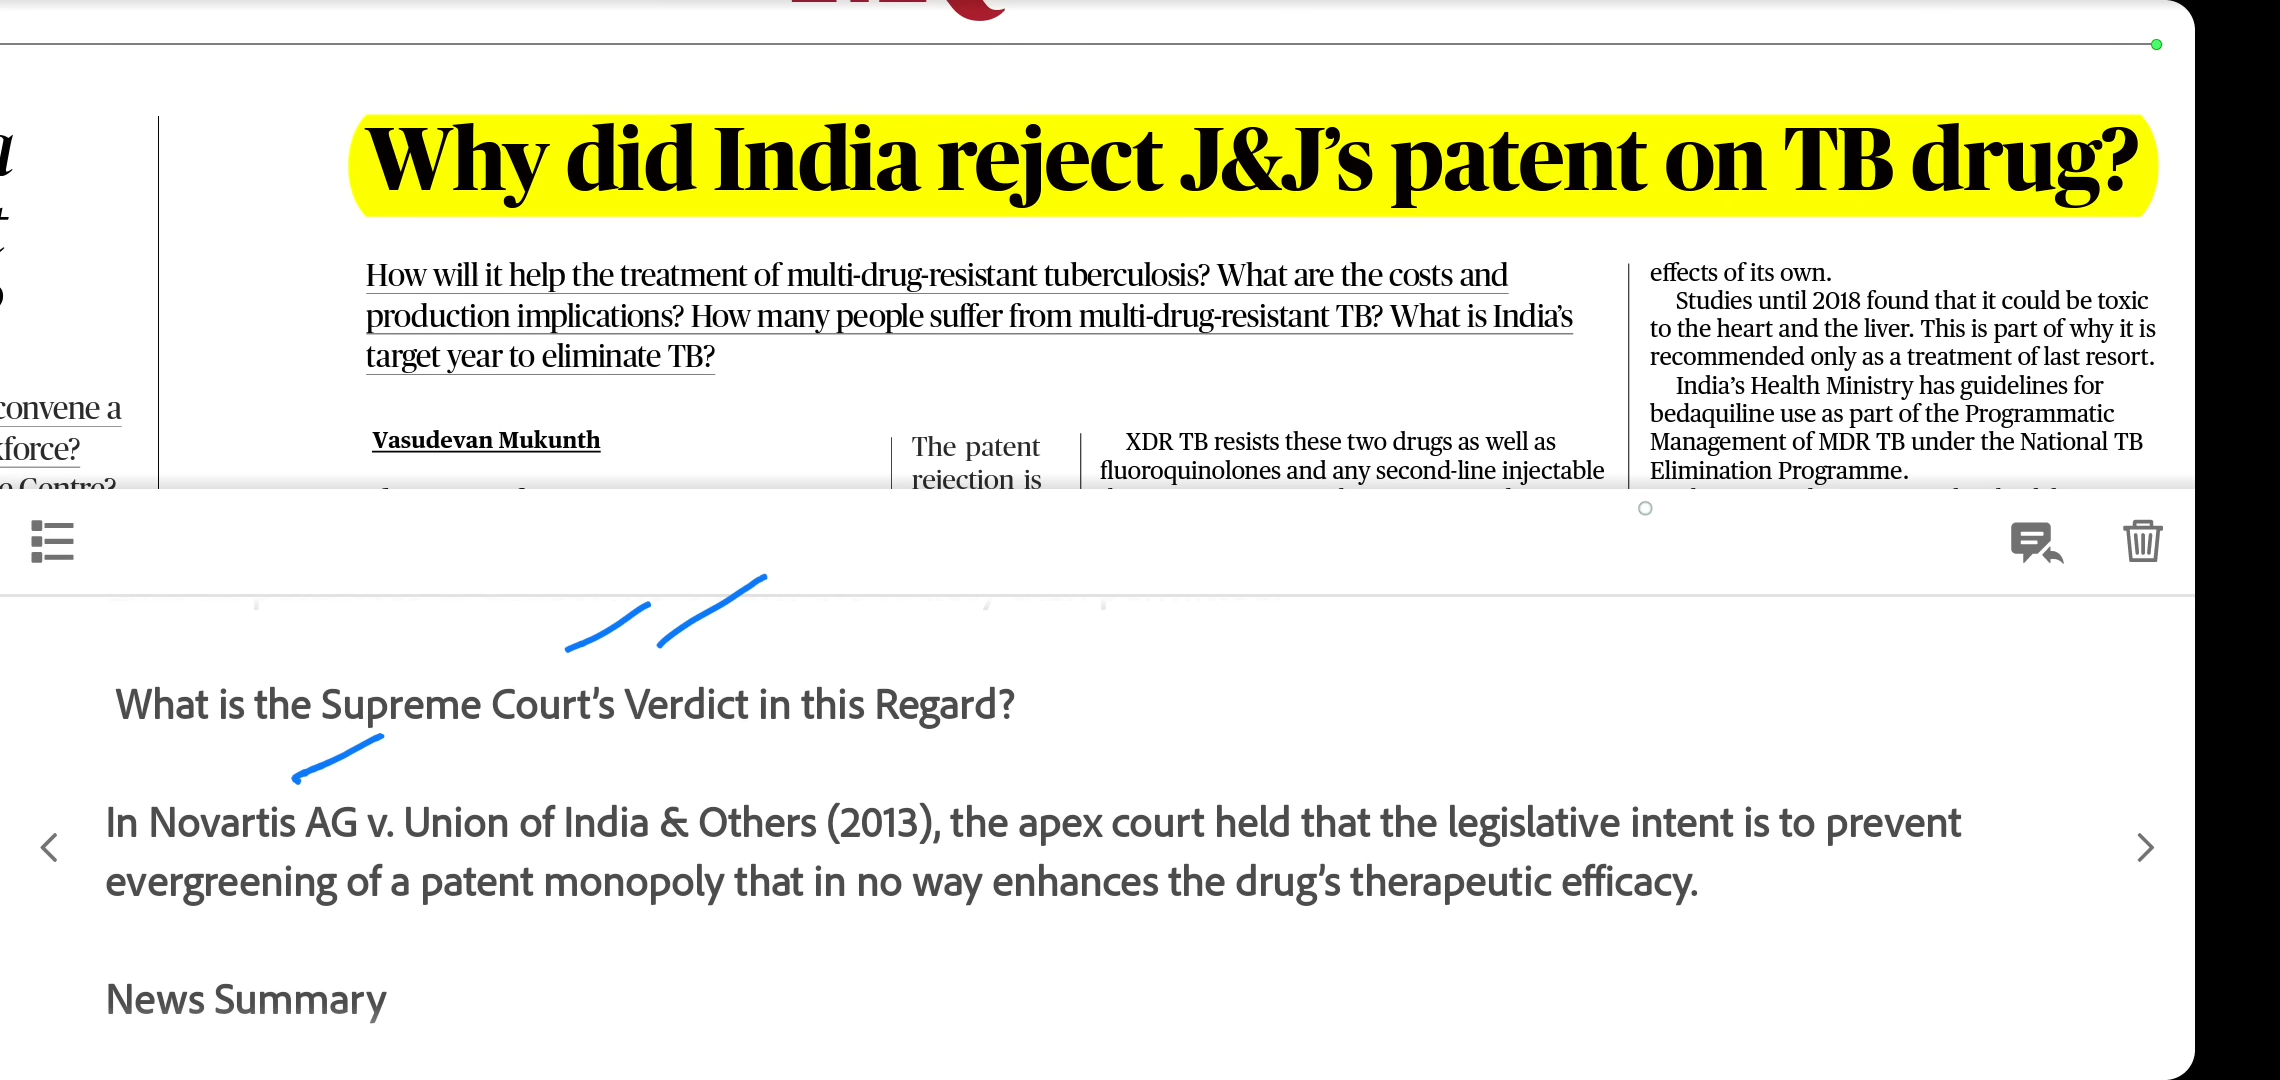 Why did India reject J&J’s patent on TB drug?
How will it help the treatment of multi-drug-resistant tuberculosis? What are the costs and
production implications? How many people suffer from multi-drug-resistant TB? What is India’s
target year to eliminate TB?
convene a
Vasudevan Mukunth
The patent
rejection is
XDR TB resists these two drugs as well as
fluoroquinolones and any second-line injectable
effects of its own.
Studies until 2018 found that it could be toxic
to the heart and the liver. This is part of why it is
recommended only as a treatment of last resort.
India’s Health Ministry has guidelines for
bedaquiline use as part of the Programmatic
Management of MDR TB under the National TB
Elimination Programme.
What is the Supreme Court’s Verdict in this Regard?
In Novartis AG v. Union of India & Others (2013), the apex court held that the legislative intent is to prevent
evergreening of a patent monopoly that in no way enhances the drug’s therapeutic efficacy.
News Summary